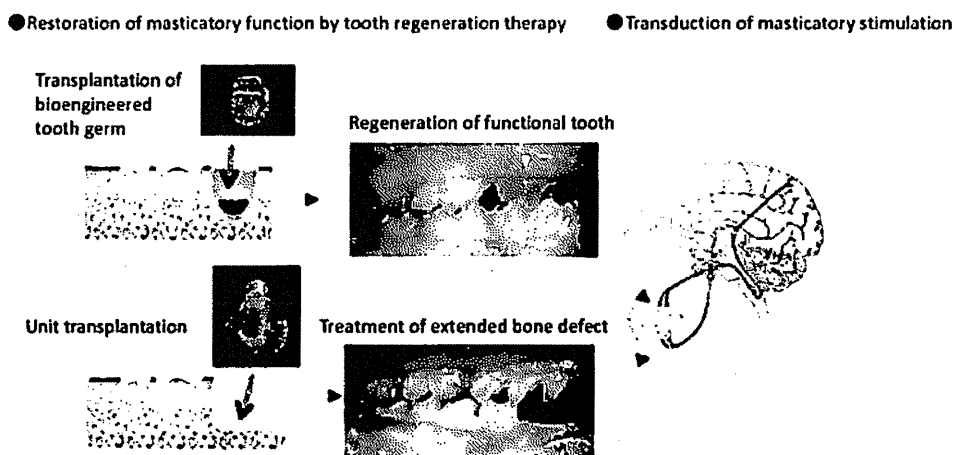 ●Restoration of masticatory function by tooth regeneration therapy
●Transduction of masticatory stimulation
Transplantation of
bioengineered
tooth germ
Regeneration of functional tooth
Unit transplantation
Treatment of extended bone defect